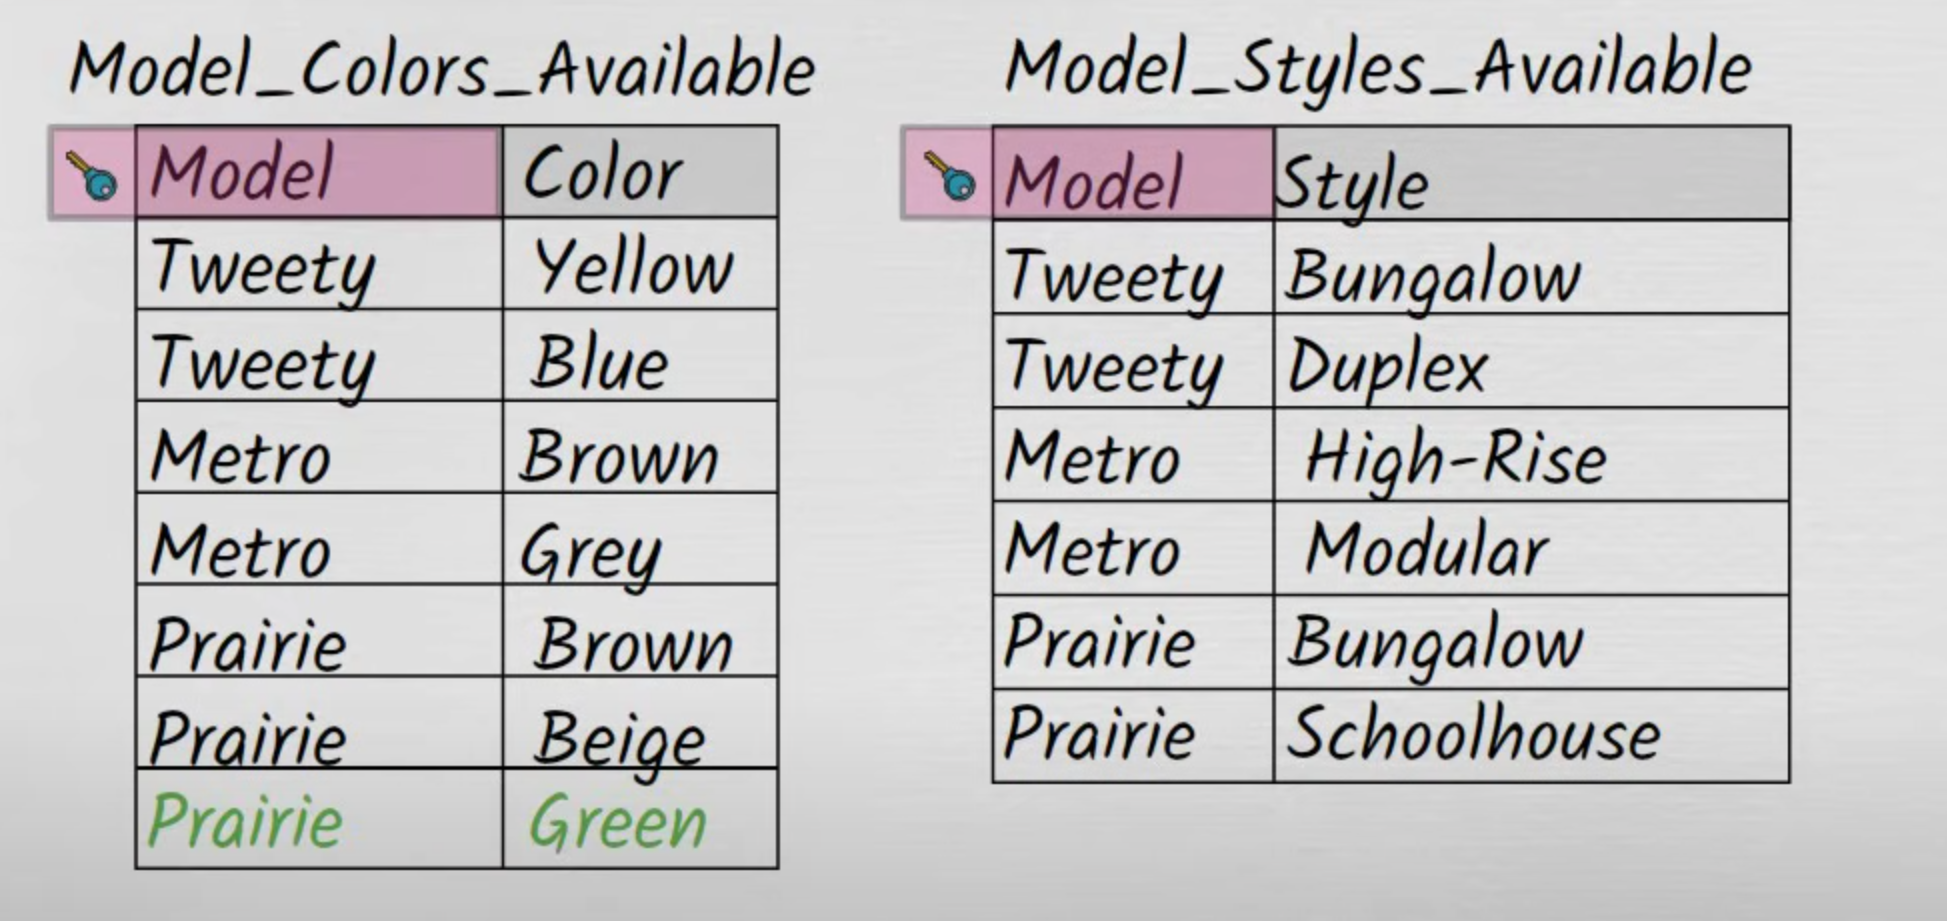 Model_Colors_Available
Model Color
Tweety Yellow
Tweety Blue
Metro Brown
Metro Grey
Prairie Brown
Prairie Beige
Prairie Green
Model_Styles_Available
Model Style
Tweety Bungalow
Tweety Duplex
Metro High-Rise
Metro Modular
Prairie Bungalow
Prairie Schoolhouse